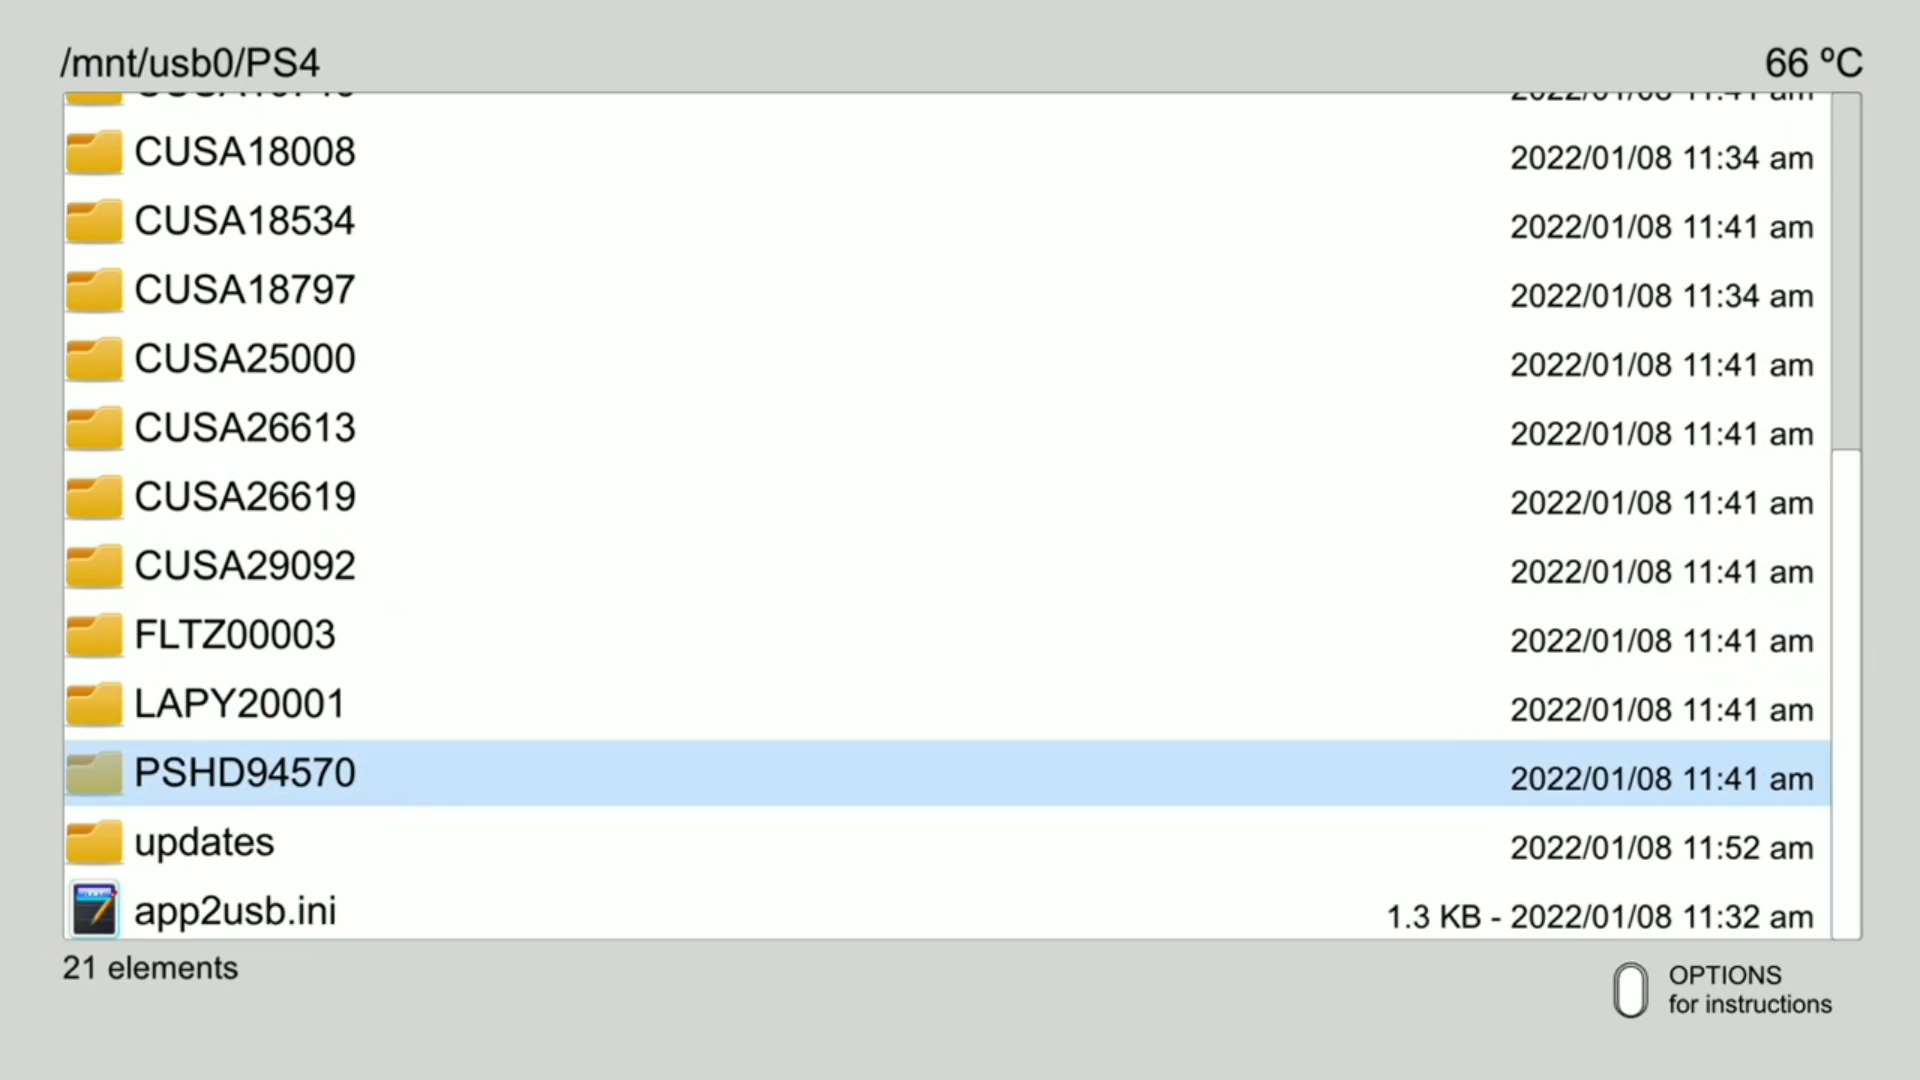 /mnt/usb0/PS4
66 ºC
CUSA18008 2022/01/08 11:34 am
CUSA18534 2022/01/08 11:41 am
CUSA18797 2022/01/08 11:34 am
CUSA25000 2022/01/08 11:41 am
CUSA26613 2022/01/08 11:41 am
CUSA26619 2022/01/08 11:41 am
CUSA29092 2022/01/08 11:41 am
FLTZ00003 2022/01/08 11:41 am
LAPY20001 2022/01/08 11:41 am
PSHD94570 2022/01/08 11:41 am
updates 2022/01/08 11:52 am
app2usb.ini 1.3 KB - 2022/01/08 11:32 am
21 elements
OPTIONS
for instructions